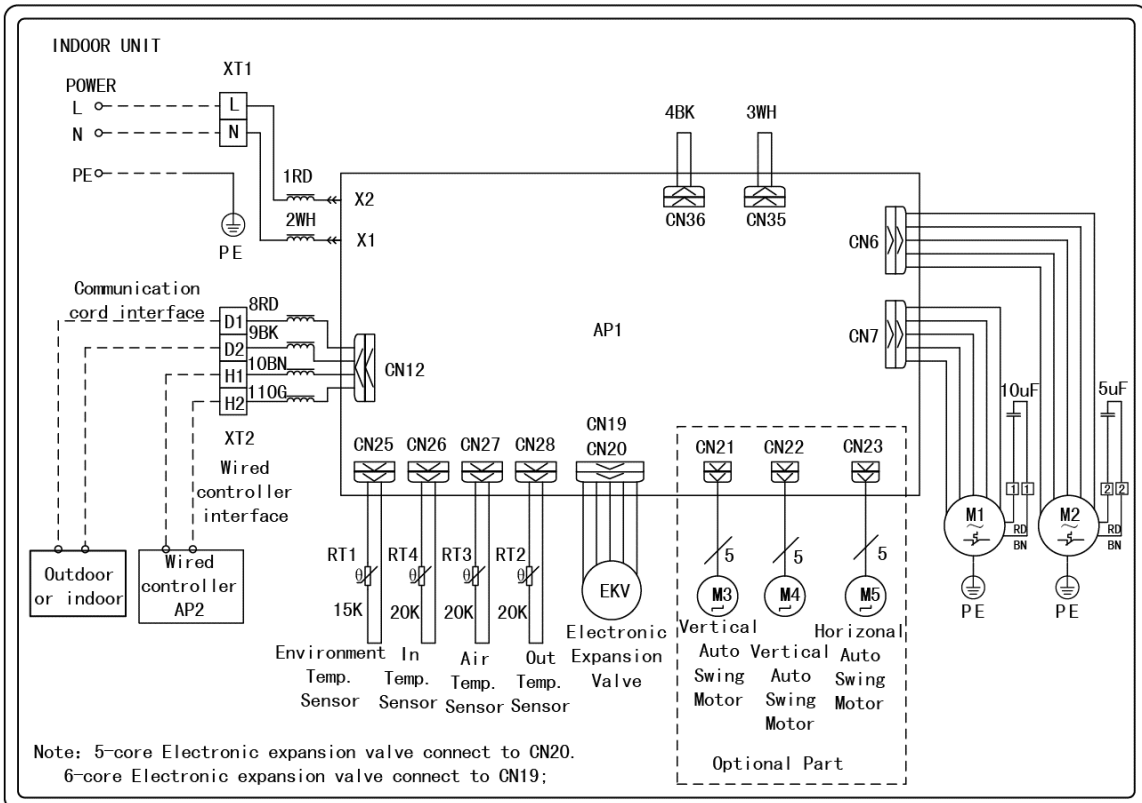 INDOOR UNIT
XT1
POWER
L
L
N
N
PE
PE
1RD
X2
2WH
X1
4BK
3WH
CN36
CN35
CN6
CN7
AP1
Communication
cord interface
8RD
D1
9BK
D2
10BN
H1
11OG
H2
CN12
XT2
Wired
controller
interface
Outdoor
or indoor
Wired
controller
AP2
CN25
CN26
CN27
CN28
CN19
CN20
CN21
CN22
CN23
RT1
RT4
RT3
RT2
θ
θ
θ
θ
15K
20K
20K
20K
EKV
Environment
Temp.
Sensor
In
Temp.
Sensor
Air
Temp.
Sensor
Out
Temp.
Sensor
Electronic
Expansion
Valve
5
5
5
M3
M4
M5
Vertical
Auto
Swing
Motor
Vertical
Auto
Swing
Motor
Horizonal
Auto
Swing
Motor
Optional Part
10uF
5uF
1
1
2
2
M1
~
RD
BN
M2
~
RD
BN
PE
PE
Note: 5-core Electronic expansion valve connect to CN20.
6-core Electronic expansion valve connect to CN19;